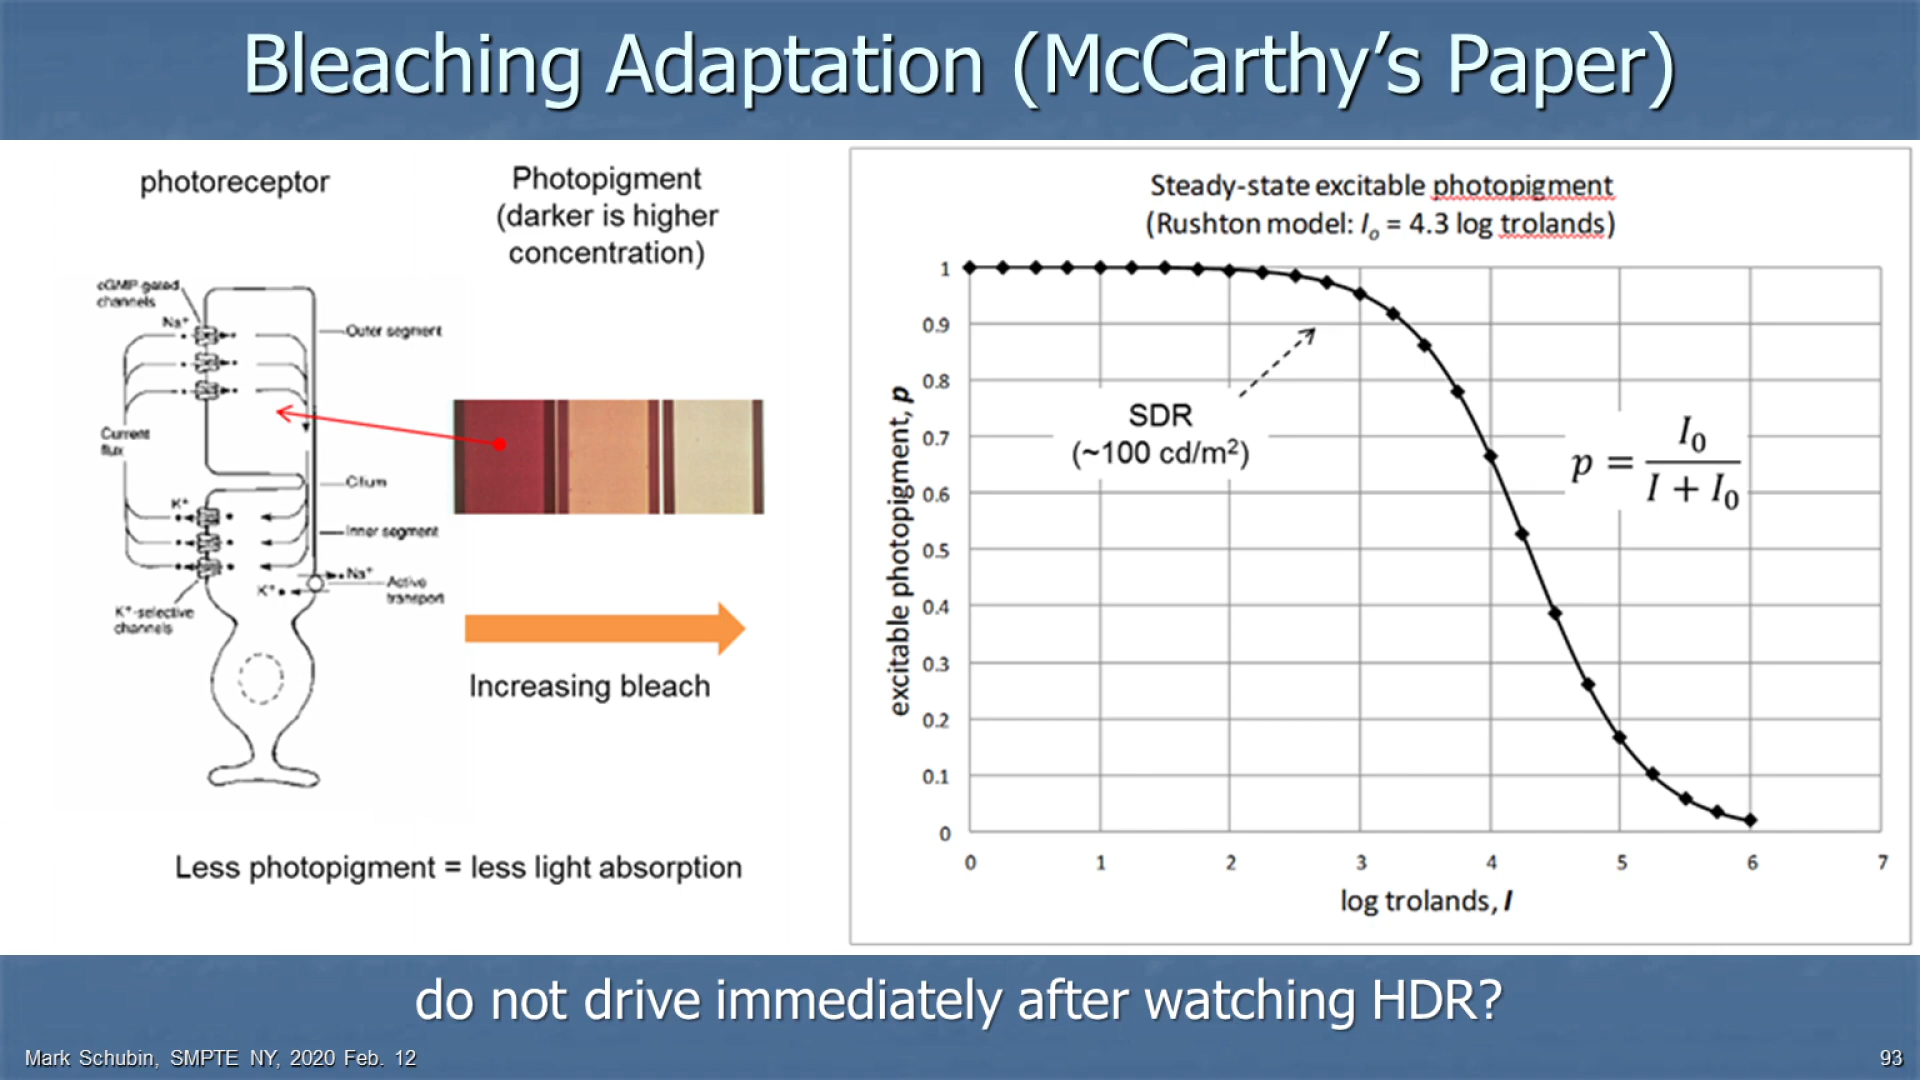 Bleaching Adaptation (McCarthy's Paper)
photoreceptor
Photopigment
(darker is higher
concentration)
cGMP-gated
channels
Na⁺
Outer segment
Current
flux
Cilium
K⁺
Inner segment
Na⁺
K⁺
Active
transport
K⁺-selective
channels
Increasing bleach
Less photopigment = less light absorption
Steady-state excitable photopigment
(Rushton model: Iₒ = 4.3 log trolands)
excitable photopigment, p
1
0.9
0.8
0.7
0.6
0.5
0.4
0.3
0.2
0.1
0
SDR
(~100 cd/m²)
p = I₀ / (I + I₀)
0 1 2 3 4 5 6 7
log trolands, I
do not drive immediately after watching HDR?
Mark Schubin, SMPTE NY, 2020 Feb. 12
93